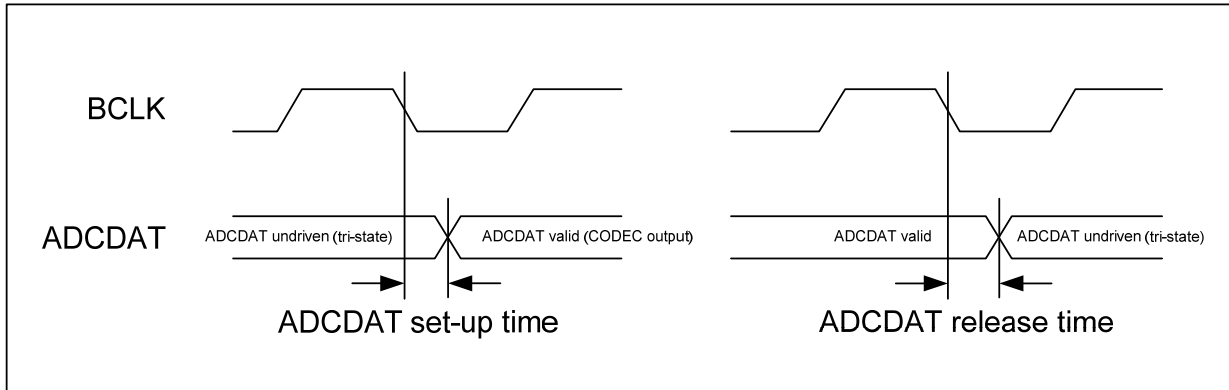 BCLK
ADCDAT
ADCDAT undriven (tri-state)
ADCDAT valid (CODEC output)
ADCDAT valid
ADCDAT undriven (tri-state)
ADCDAT set-up time
ADCDAT release time